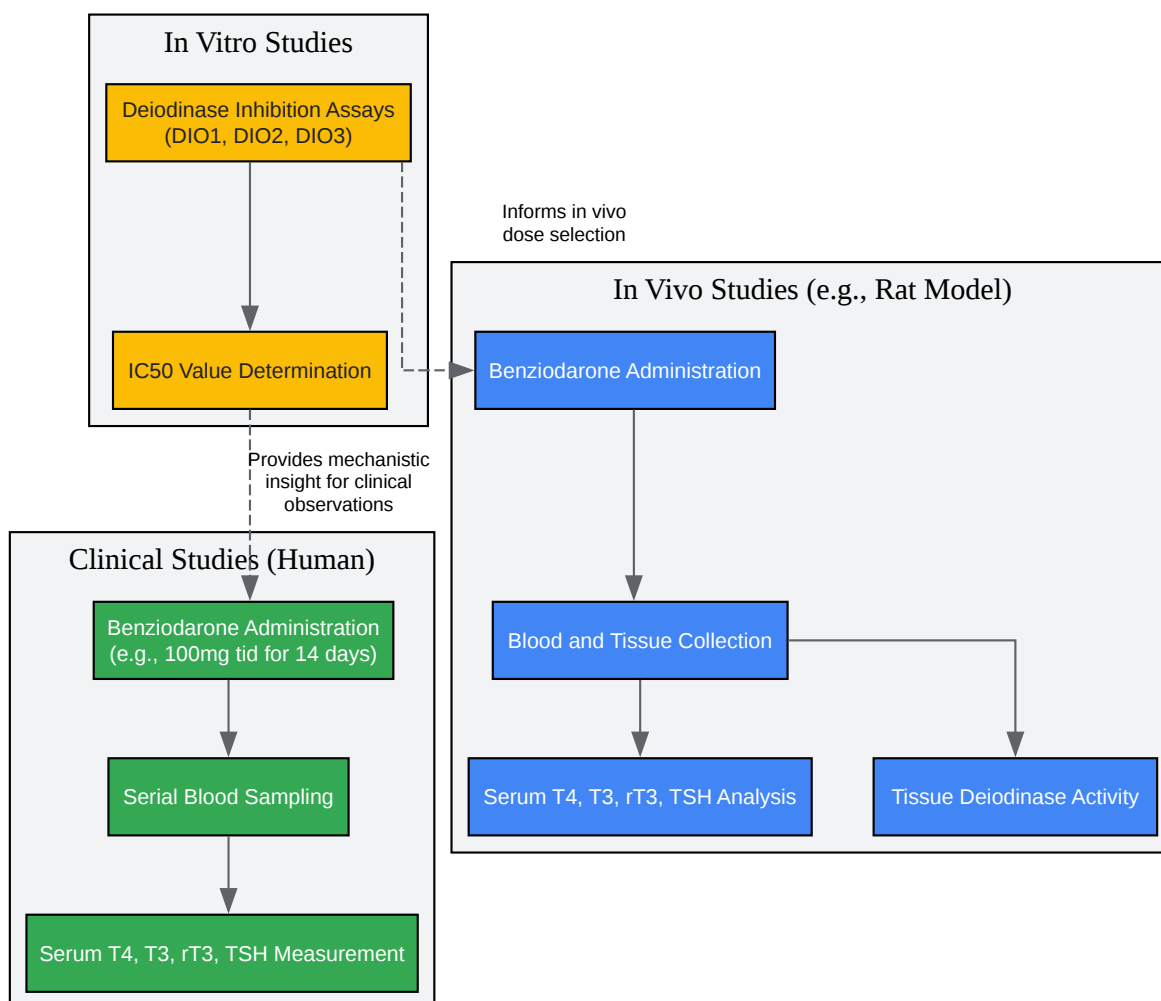 In Vitro Studies
Deiodinase Inhibition Assays
(DIO1, DIO2, DIO3)
Informs in vivo
dose selection
In Vivo Studies (e.g., Rat Model)
IC50 Value Determination
Benziodarone Administration
Provides mechanistic
insight for clinical
observations
Clinical Studies (Human)
Benziodarone Administration
(e.g., 100mg tid for 14 days)
Blood and Tissue Collection
Serial Blood Sampling
Serum T4, T3, rT3, TSH Analysis
Tissue Deiodinase Activity
Serum T4, T3, rT3, TSH Measurement